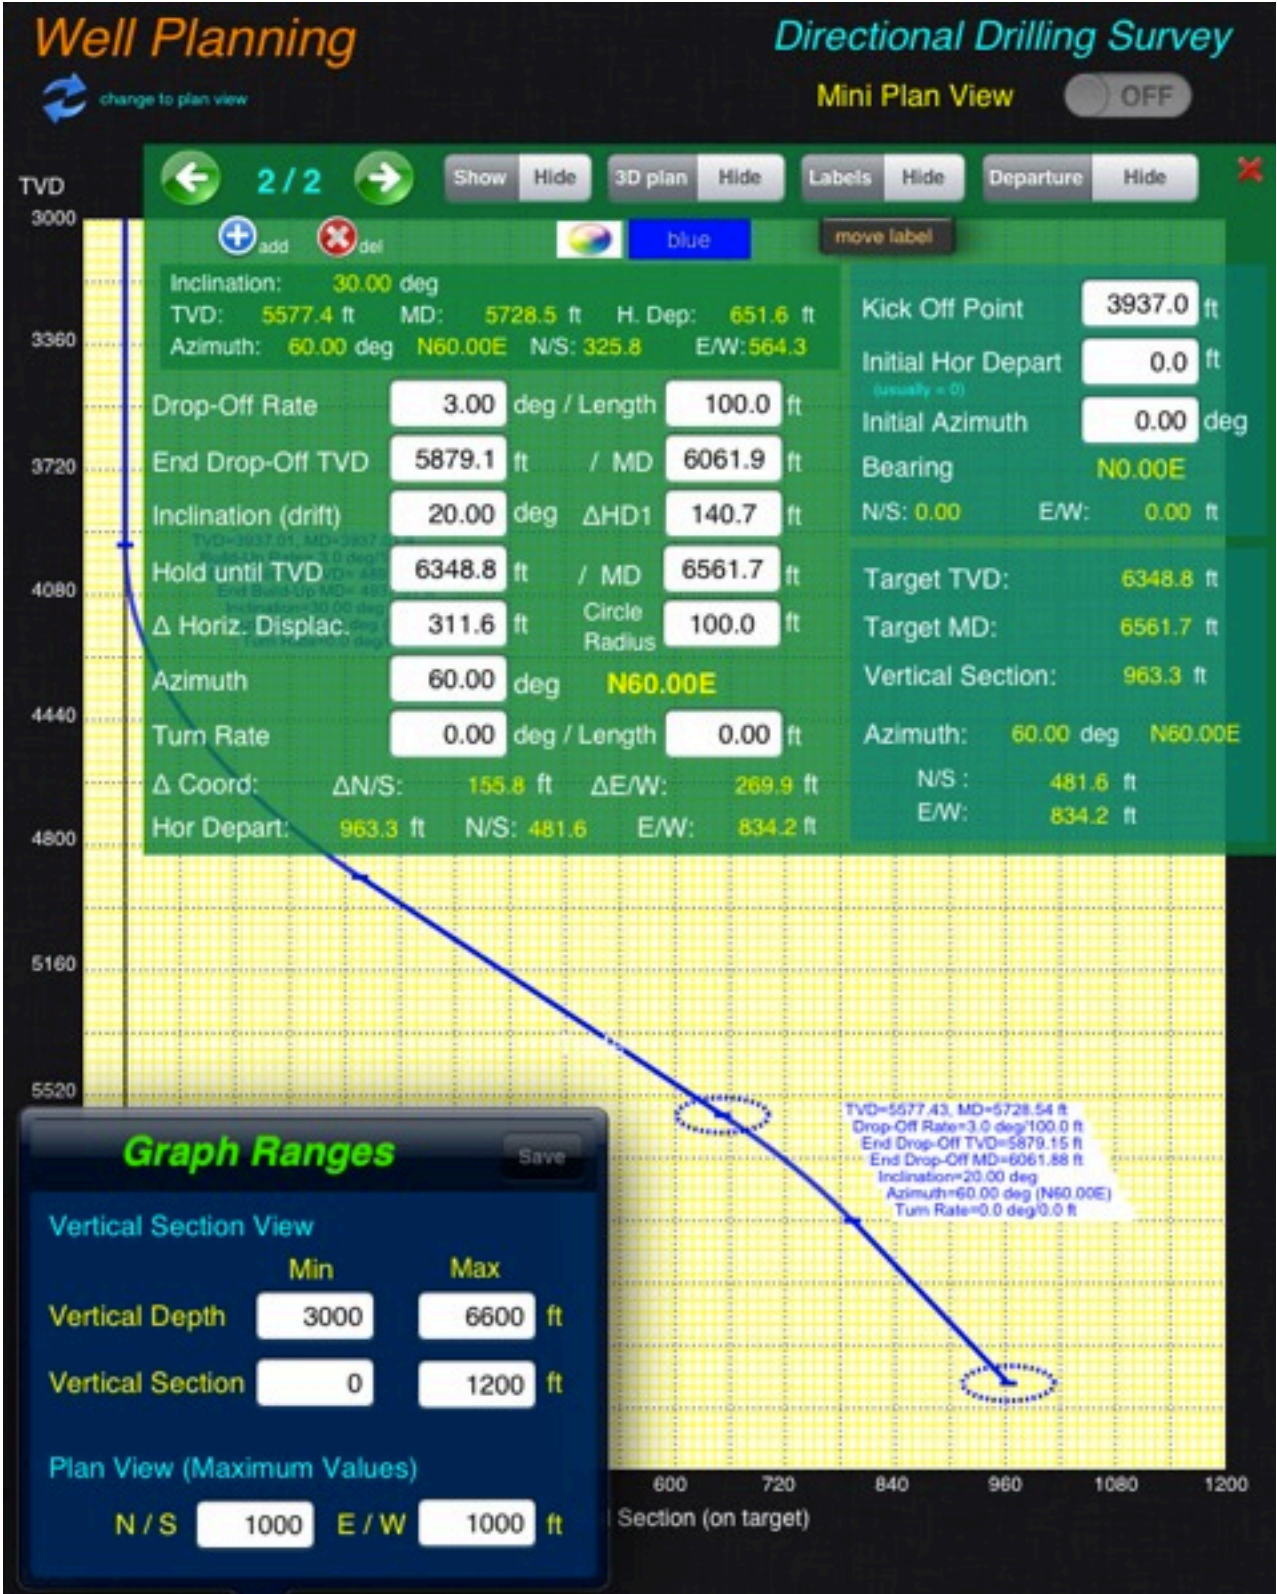 Well Planning
Directional Drilling Survey
change to plan view
Mini Plan View OFF
TVD
2 / 2
Show Hide
3D plan Hide
Labels Hide
Departure Hide
add del
blue
move label
Inclination: 30.00 deg
TVD: 5577.4 ft MD: 5728.5 ft H. Dep: 651.6 ft
Azimuth: 60.00 deg N60.00E N/S: 325.8 E/W: 564.3
Drop-Off Rate 3.00 deg / Length 100.0 ft
End Drop-Off TVD 5879.1 ft / MD 6061.9 ft
Inclination (drift) 20.00 deg ΔHD1 140.7 ft
Hold until TVD 6348.8 ft / MD 6561.7 ft
Δ Horiz. Displac. 311.6 ft Circle Radius 100.0 ft
Azimuth 60.00 deg N60.00E
Turn Rate 0.00 deg / Length 0.00 ft
Δ Coord: ΔN/S: 155.8 ft ΔE/W: 269.9 ft
Hor Depart: 963.3 ft N/S: 481.6 E/W: 834.2 ft
Kick Off Point 3937.0 ft
Initial Hor Depart 0.0 ft
(usually = 0)
Initial Azimuth 0.00 deg
Bearing N0.00E
N/S: 0.00 E/W: 0.00 ft
Target TVD: 6348.8 ft
Target MD: 6561.7 ft
Vertical Section: 963.3 ft
Azimuth: 60.00 deg N60.00E
N/S : 481.6 ft
E/W: 834.2 ft
3000
3360
3720
4080
4440
4800
5160
5520
TVD=5577.43, MD=5728.54 ft
Drop-Off Rate=3.0 deg/100.0 ft
End Drop-Off TVD=5879.15 ft
End Drop-Off MD=6061.88 ft
Inclination=20.00 deg
Azimuth=60.00 deg (N60.00E)
Turn Rate=0.0 deg/0.0 ft
Graph Ranges
Save
Vertical Section View
Min Max
Vertical Depth 3000 6600 ft
Vertical Section 0 1200 ft
Plan View (Maximum Values)
N / S 1000 E / W 1000 ft
600 720 840 960 1080 1200
Section (on target)